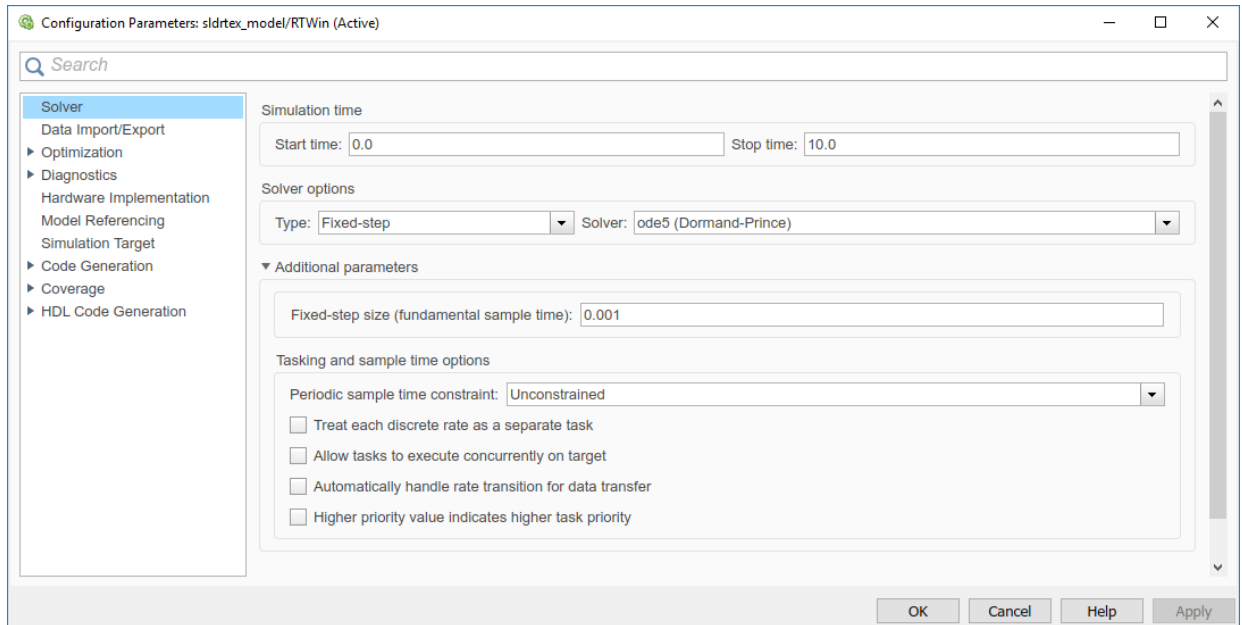 Configuration Parameters: sldrtex_model/RTWin (Active)
Search
Solver
Data Import/Export
Optimization
Diagnostics
Hardware Implementation
Model Referencing
Simulation Target
Code Generation
Coverage
HDL Code Generation
Simulation time
Start time: 0.0 Stop time: 10.0
Solver options
Type: Fixed-step Solver: ode5 (Dormand-Prince)
Additional parameters
Fixed-step size (fundamental sample time): 0.001
Tasking and sample time options
Periodic sample time constraint: Unconstrained
Treat each discrete rate as a separate task
Allow tasks to execute concurrently on target
Automatically handle rate transition for data transfer
Higher priority value indicates higher task priority
OK Cancel Help Apply